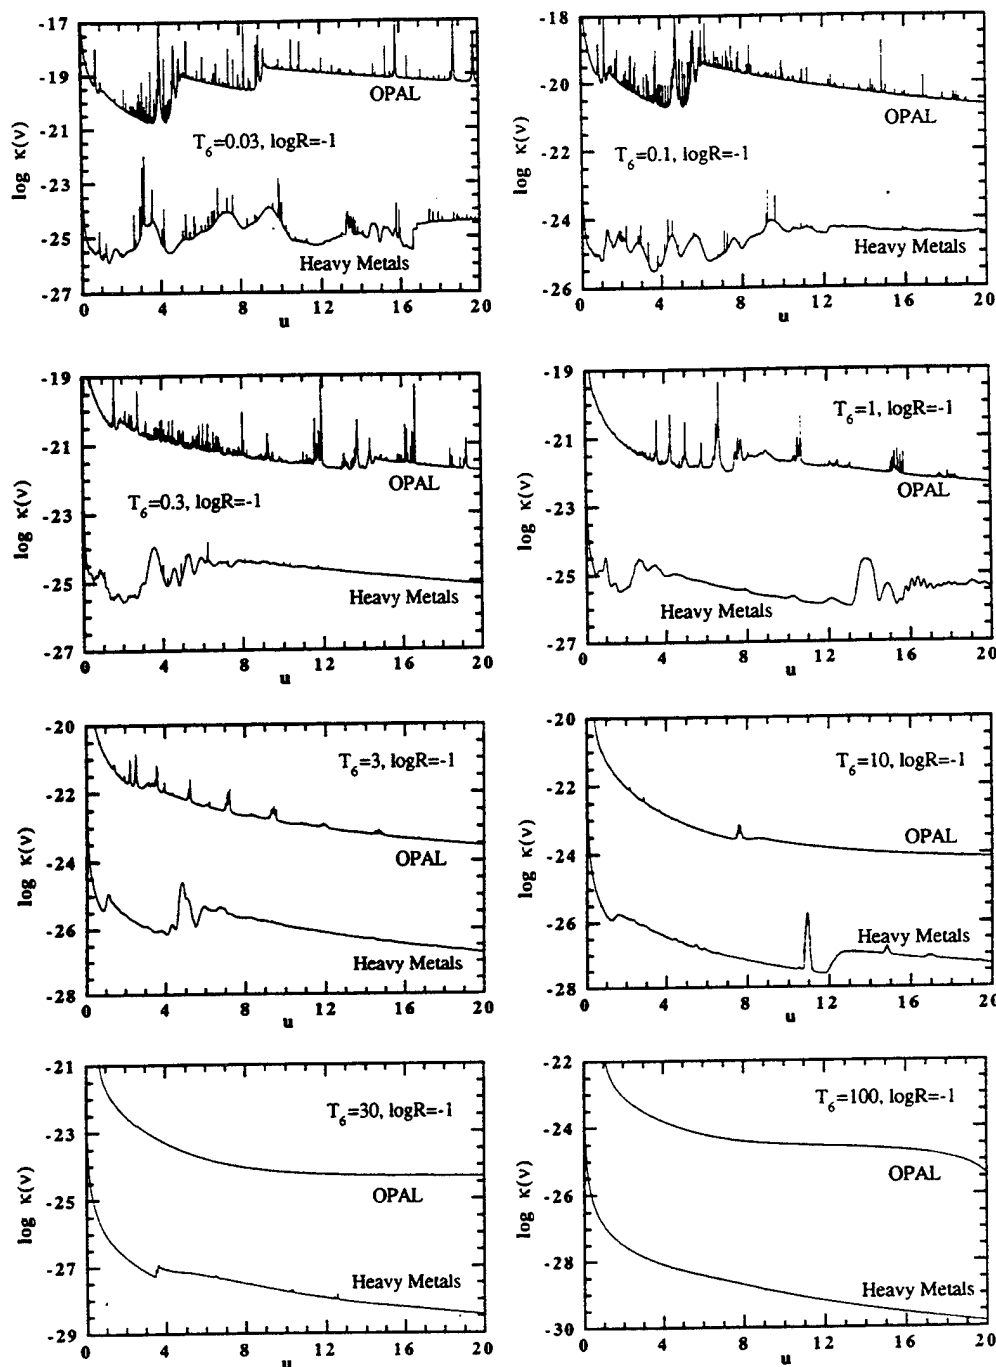 -17
-19
-21
-23
-25
-27
log κ(ν)
OPAL
T6=0.03, logR=-1
Heavy Metals
0 4 8 12 16 20
u
-18
-20
-22
-24
-26
log κ(ν)
OPAL
T6=0.1, logR=-1
Heavy Metals
0 4 8 12 16 20
u
-19
-21
-23
-25
-27
log κ(ν)
OPAL
T6=0.3, logR=-1
Heavy Metals
0 4 8 12 16 20
u
-19
-21
-23
-25
-27
log κ(ν)
T6=1, logR=-1
OPAL
Heavy Metals
0 4 8 12 16 20
u
-20
-22
-24
-26
-28
log κ(ν)
T6=3, logR=-1
OPAL
Heavy Metals
0 4 8 12 16 20
u
-20
-22
-24
-26
-28
log κ(ν)
T6=10, logR=-1
OPAL
Heavy Metals
0 4 8 12 16 20
u
-21
-23
-25
-27
-29
log κ(ν)
T6=30, logR=-1
OPAL
Heavy Metals
0 4 8 12 16 20
u
-22
-24
-26
-28
-30
log κ(ν)
T6=100, logR=-1
OPAL
Heavy Metals
0 4 8 12 16 20
u